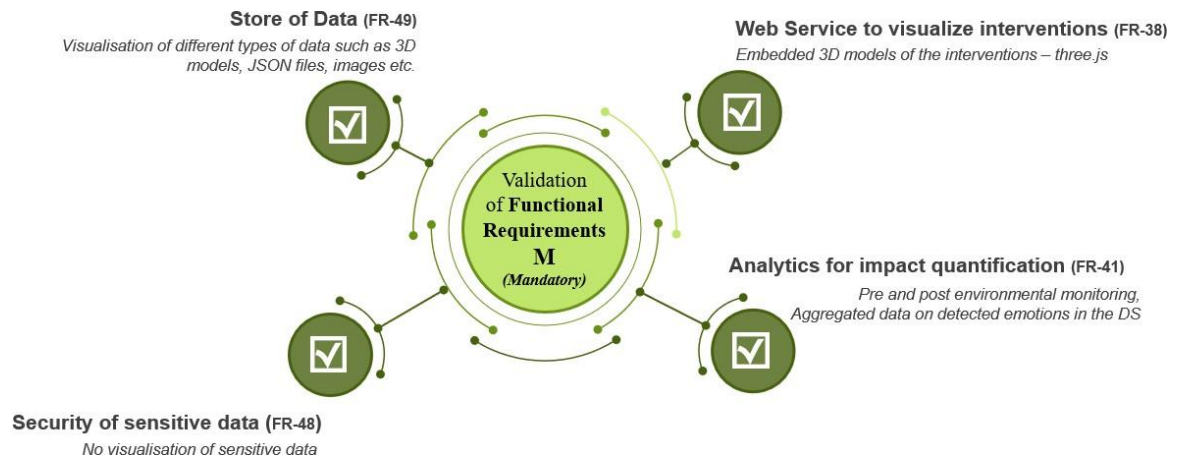 Store of Data (FR-49)
Visualisation of different types of data such as 3D
models, JSON files, images etc.
Web Service to visualize interventions (FR-38)
Embedded 3D models of the interventions – three.js
Validation
of Functional
Requirements
M
(Mandatory)
Analytics for impact quantification (FR-41)
Pre and post environmental monitoring,
Aggregated data on detected emotions in the DS
Security of sensitive data (FR-48)
No visualisation of sensitive data